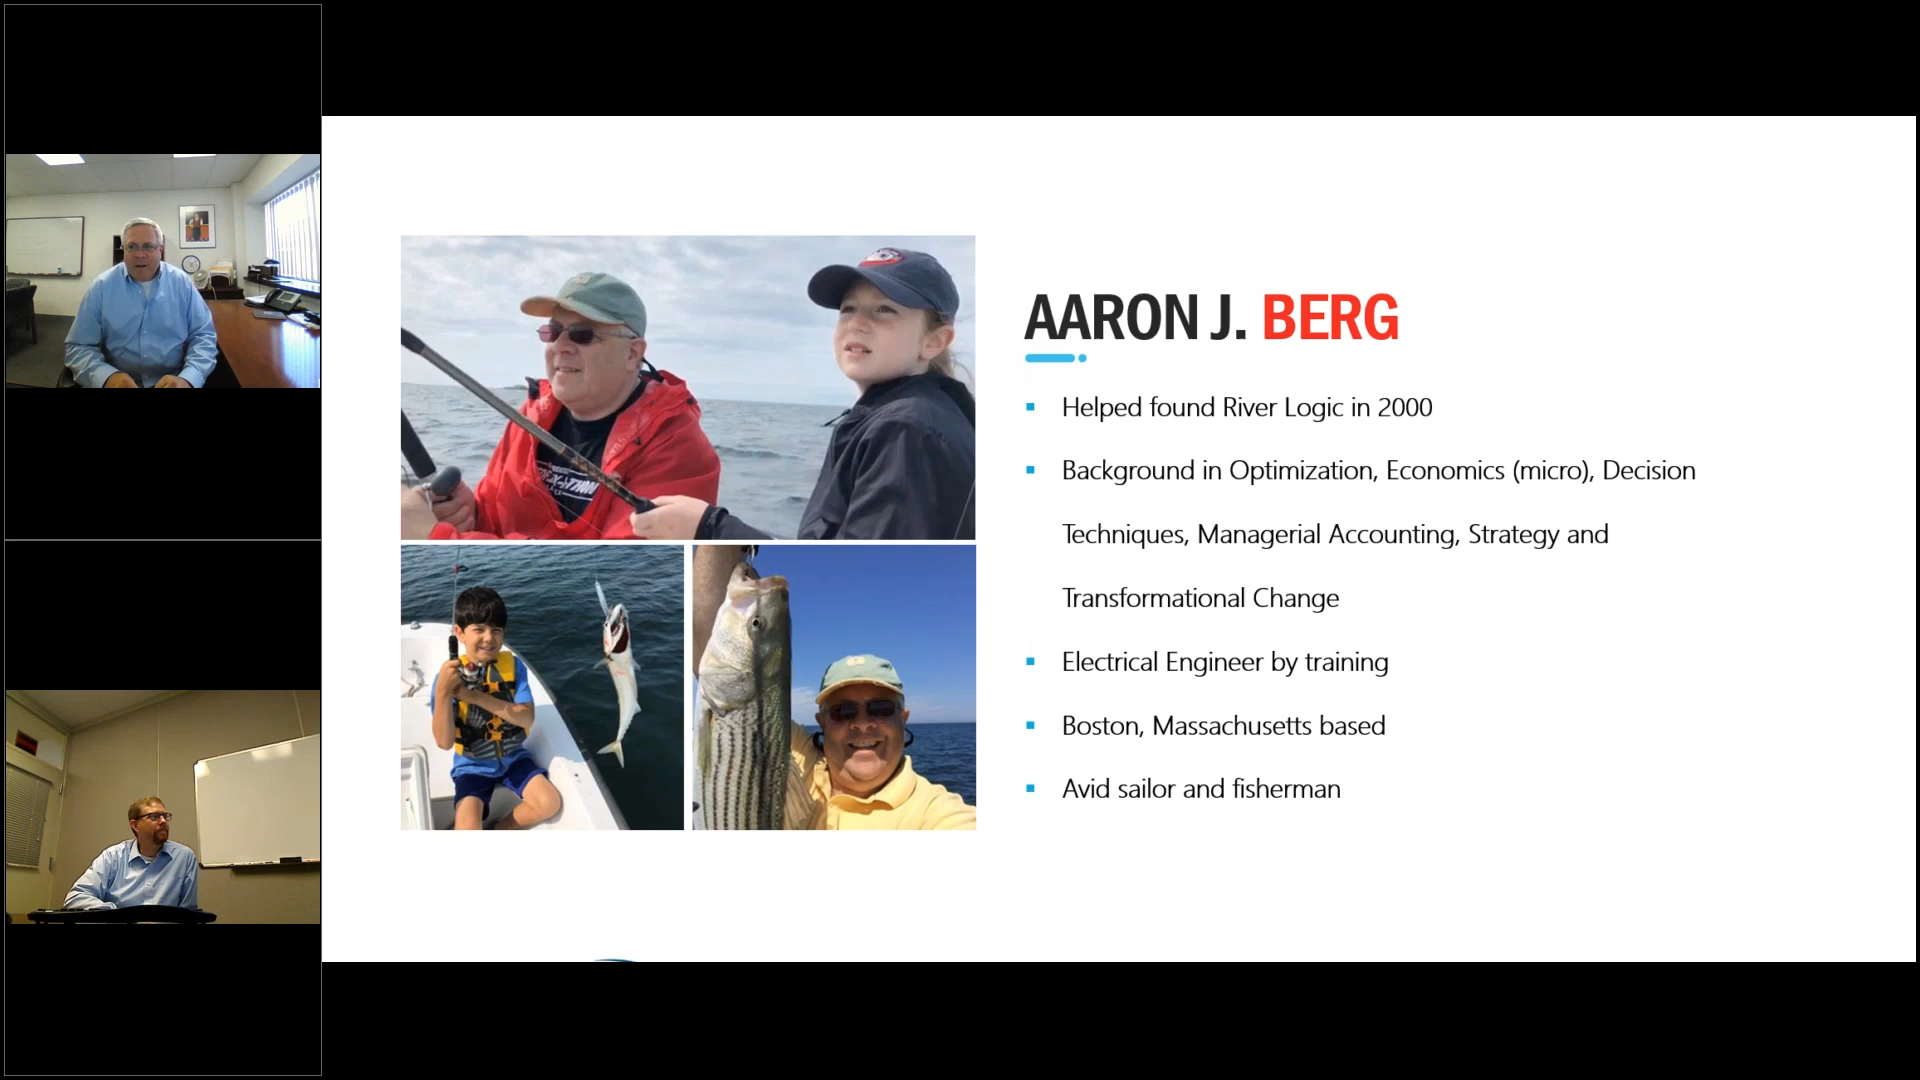 AARON J. BERG
▪ Helped found River Logic in 2000
▪ Background in Optimization, Economics (micro), Decision
Techniques, Managerial Accounting, Strategy and
Transformational Change
▪ Electrical Engineer by training
▪ Boston, Massachusetts based
▪ Avid sailor and fisherman